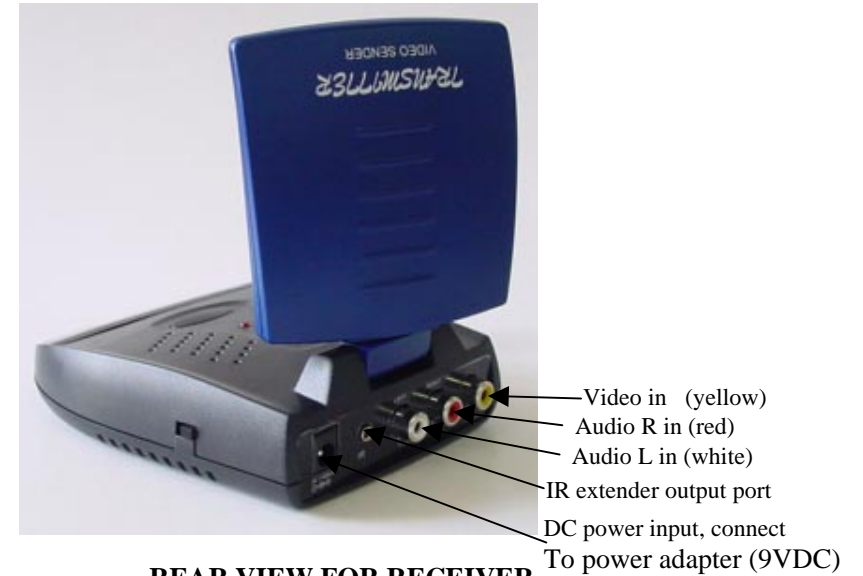 VIDEO SENDER
TRANSMITTER
Video in (yellow)
Audio R in (red)
Audio L in (white)
IR extender output port
DC power input, connect
To power adapter (9VDC)
REAR VIEW FOR RECEIVER